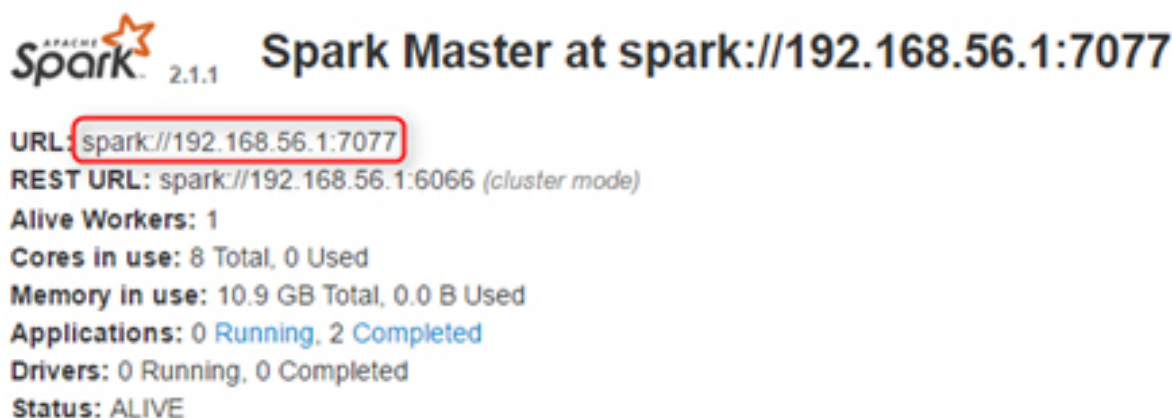 APACHE
Spark 2.1.1 Spark Master at spark://192.168.56.1:7077
URL: spark://192.168.56.1:7077
REST URL: spark://192.168.56.1:6066 (cluster mode)
Alive Workers: 1
Cores in use: 8 Total, 0 Used
Memory in use: 10.9 GB Total, 0.0 B Used
Applications: 0 Running, 2 Completed
Drivers: 0 Running, 0 Completed
Status: ALIVE